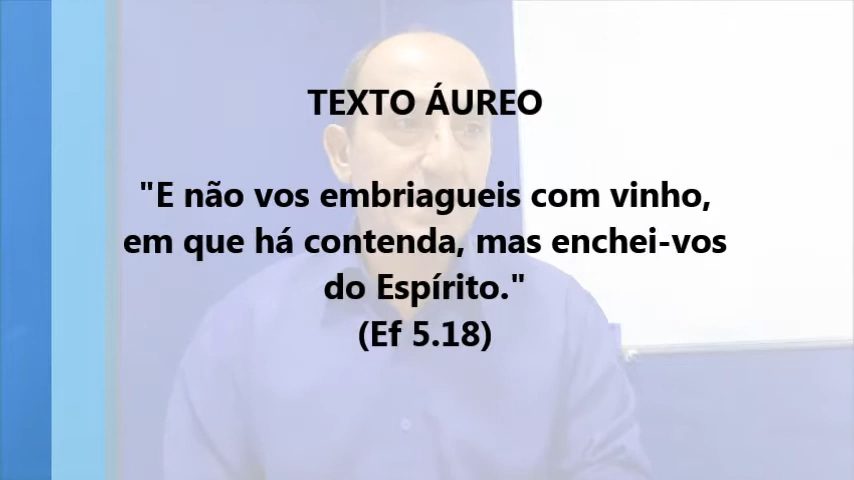 TEXTO ÁUREO
"E não vos embriagueis com vinho,
em que há contenda, mas enchei-vos
do Espírito."
(Ef 5.18)